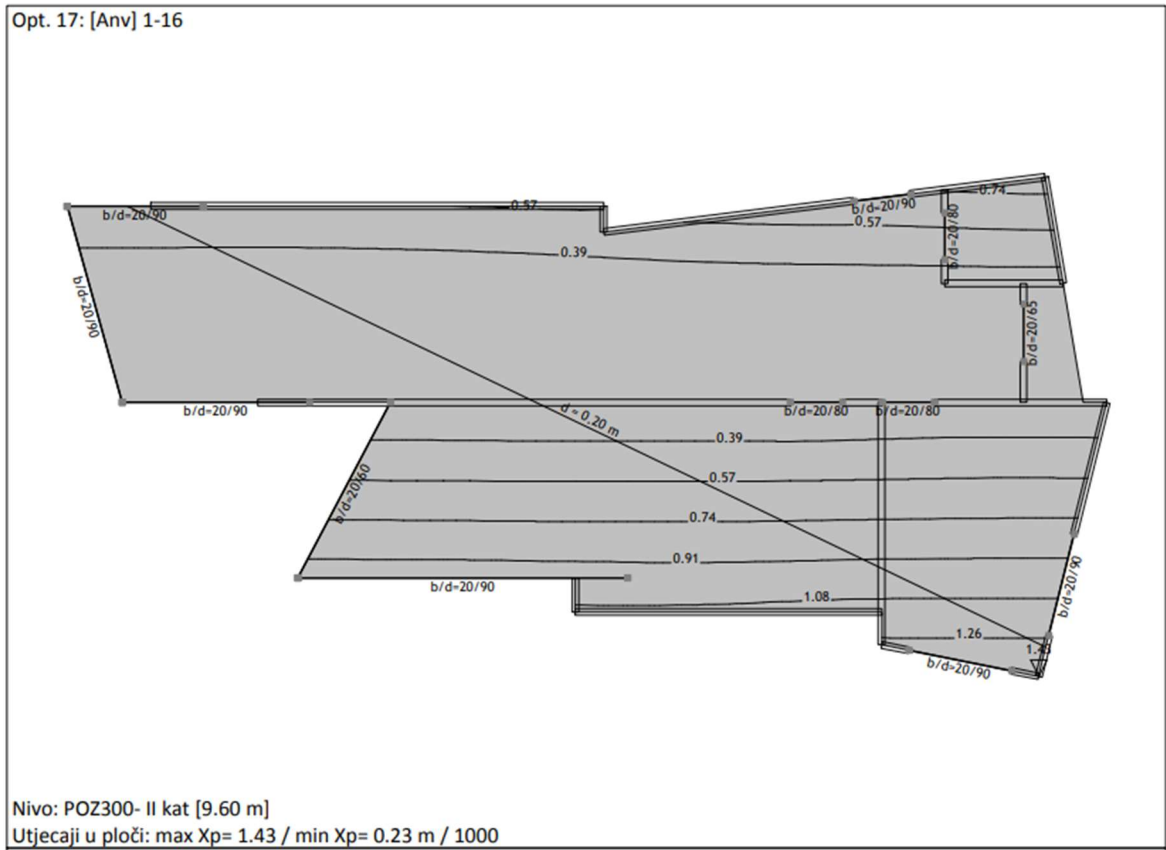 Opt. 17: [Anv] 1-16
0.74
b/d=20/90
0.57
b/d=20/90
0.57
b/d=20/80
0.39
b/d=20/90
b/d=20/65
b/d=20/90
d = 0.20 m
b/d=20/80
b/d=20/80
0.39
0.57
b/d=20/60
0.74
0.91
b/d=20/90
b/d=20/90
1.08
1.26
1.43
b/d=20/90
Nivo: POZ300- II kat [9.60 m]
Utjecaji u ploči: max Xp= 1.43 / min Xp= 0.23 m / 1000